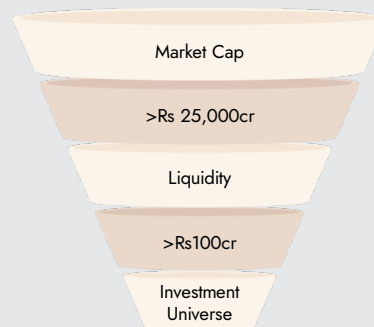 Market Cap
>Rs 25,000cr
Liquidity
>Rs100cr
Investment
Universe